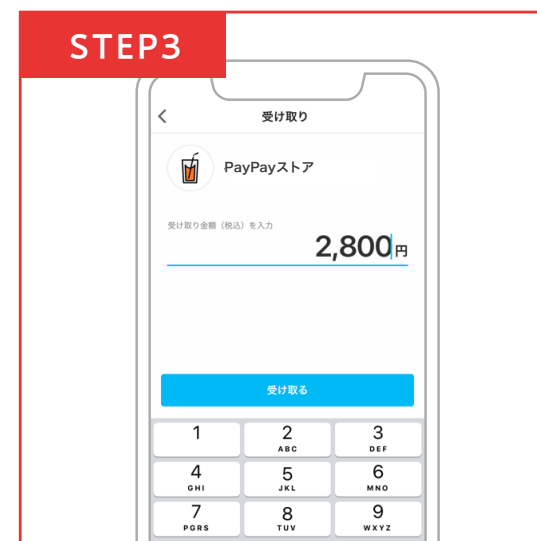 STEP3
受け取り
PayPayストア
受け取り金額（税込）を入力
2,800円
受け取る
1 2 3
ABC DEF
4 5 6
GHI JKL MNO
7 8 9
PGRS TUV WXYZ